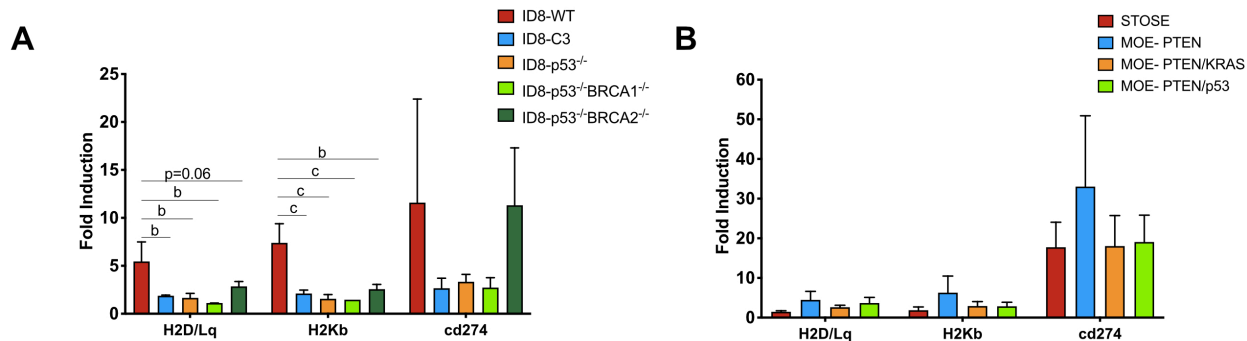 A
ID8-WT
ID8-C3
ID8-p53-/-
ID8-p53-/-BRCA1-/-
ID8-p53-/-BRCA2-/-
Fold Induction
25
20
15
10
5
0
p=0.06
b
b
b
b
c
c
c
H2D/Lq
H2Kb
cd274
B
STOSE
MOE- PTEN
MOE- PTEN/KRAS
MOE- PTEN/p53
Fold Induction
60
50
40
30
20
10
0
H2D/Lq
H2Kb
cd274